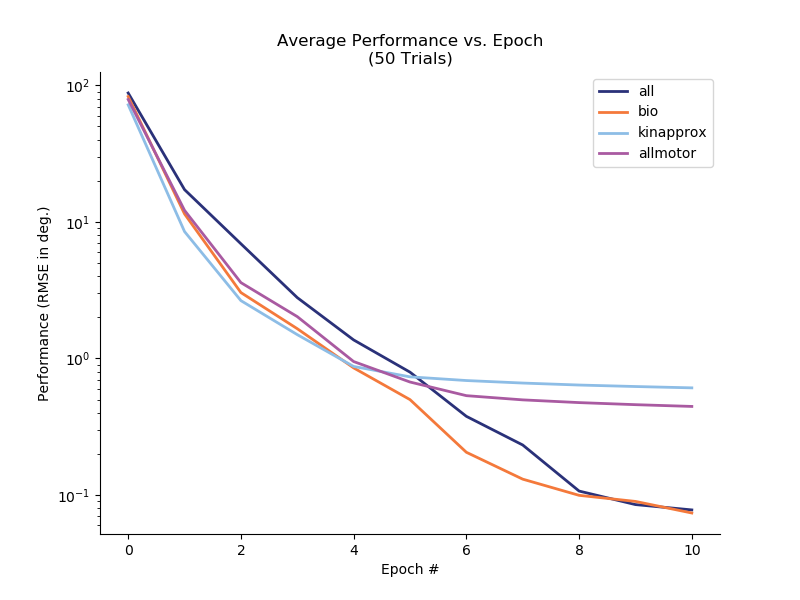 Average Performance vs. Epoch
(50 Trials)
all
bio
kinapprox
allmotor
Performance (RMSE in deg.)
10²
10¹
10⁰
10⁻¹
0 2 4 6 8 10
Epoch #